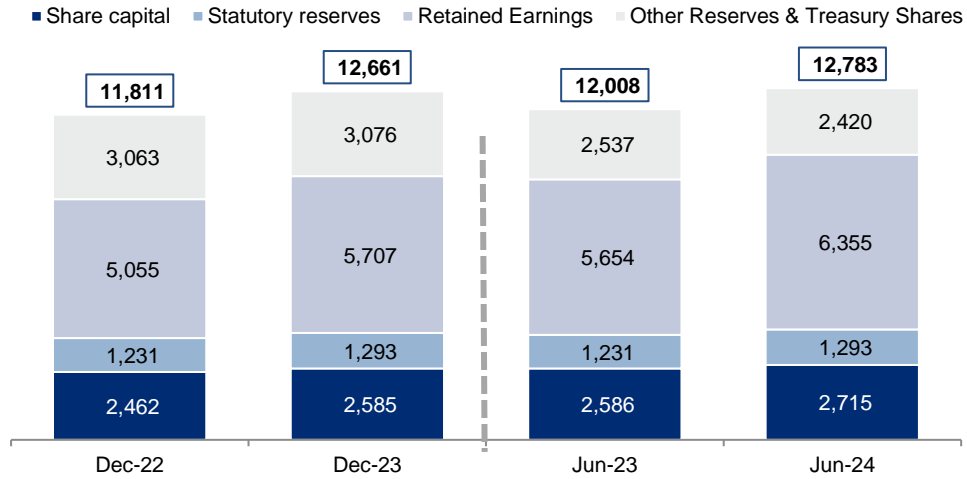 Share capital Statutory reserves Retained Earnings Other Reserves & Treasury Shares
11,811 12,661 12,008 12,783
3,063 3,076 2,537 2,420
5,055 5,707 5,654 6,355
1,231 1,293 1,231 1,293
2,462 2,585 2,586 2,715
Dec-22 Dec-23 Jun-23 Jun-24